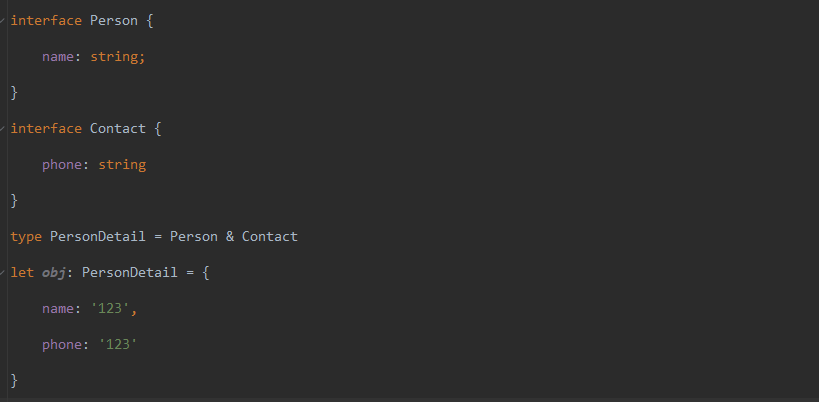 interface Person {
    name: string;
}
interface Contact {
    phone: string
}
type PersonDetail = Person & Contact
let obj: PersonDetail = {
    name: '123',
    phone: '123'
}